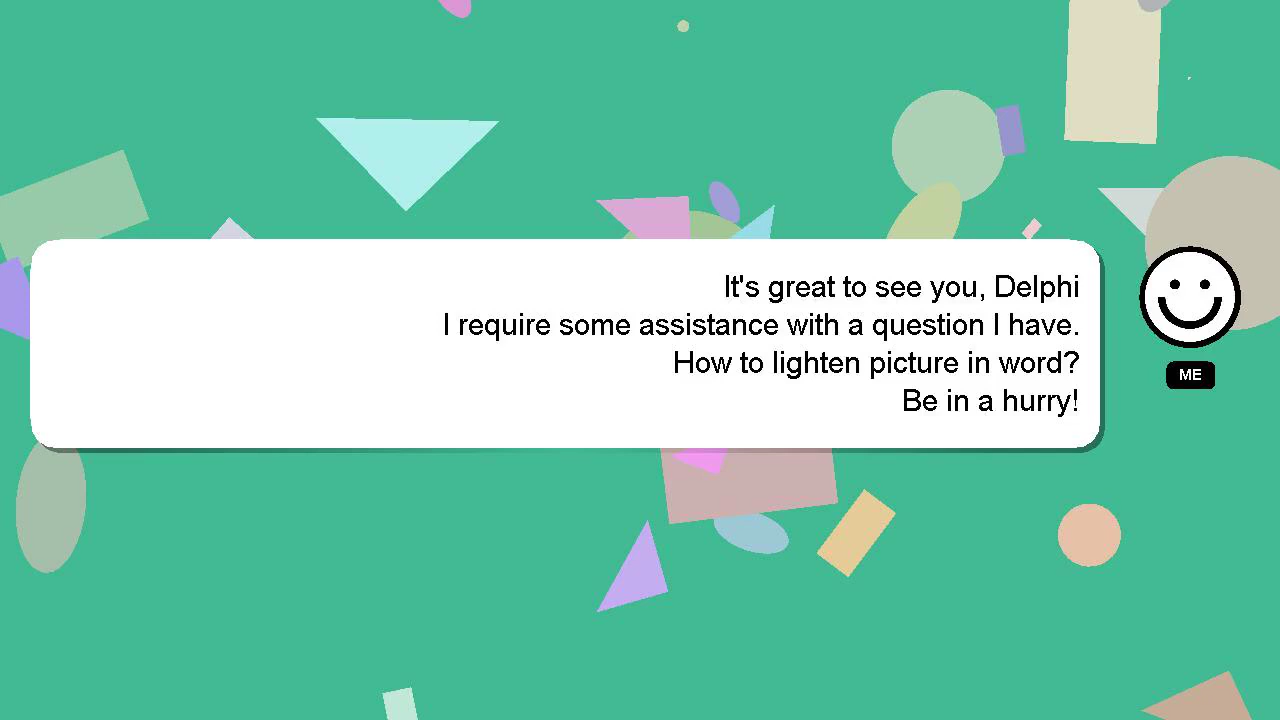 It's great to see you, Delphi
I require some assistance with a question I have.
How to lighten picture in word?
Be in a hurry!
ME